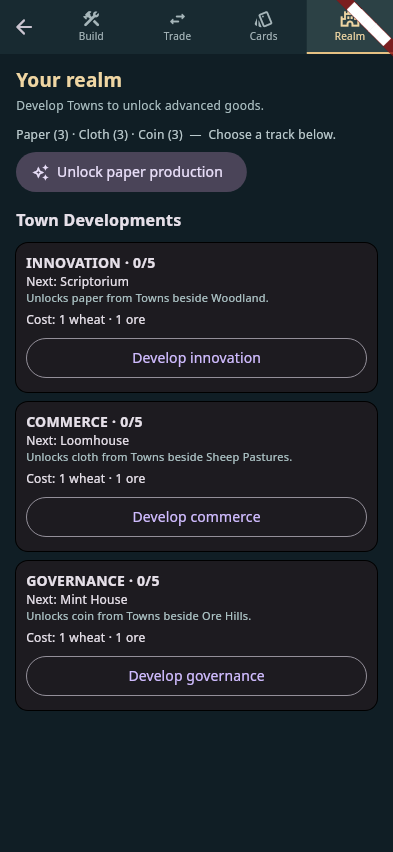 Build
Trade
Cards
Realm
Your realm
Develop Towns to unlock advanced goods.
Paper (3) · Cloth (3) · Coin (3) — Choose a track below.
Unlock paper production
Town Developments
INNOVATION · 0/5
Next: Scriptorium
Unlocks paper from Towns beside Woodland.
Cost: 1 wheat · 1 ore
Develop innovation
COMMERCE · 0/5
Next: Loomhouse
Unlocks cloth from Towns beside Sheep Pastures.
Cost: 1 wheat · 1 ore
Develop commerce
GOVERNANCE · 0/5
Next: Mint House
Unlocks coin from Towns beside Ore Hills.
Cost: 1 wheat · 1 ore
Develop governance